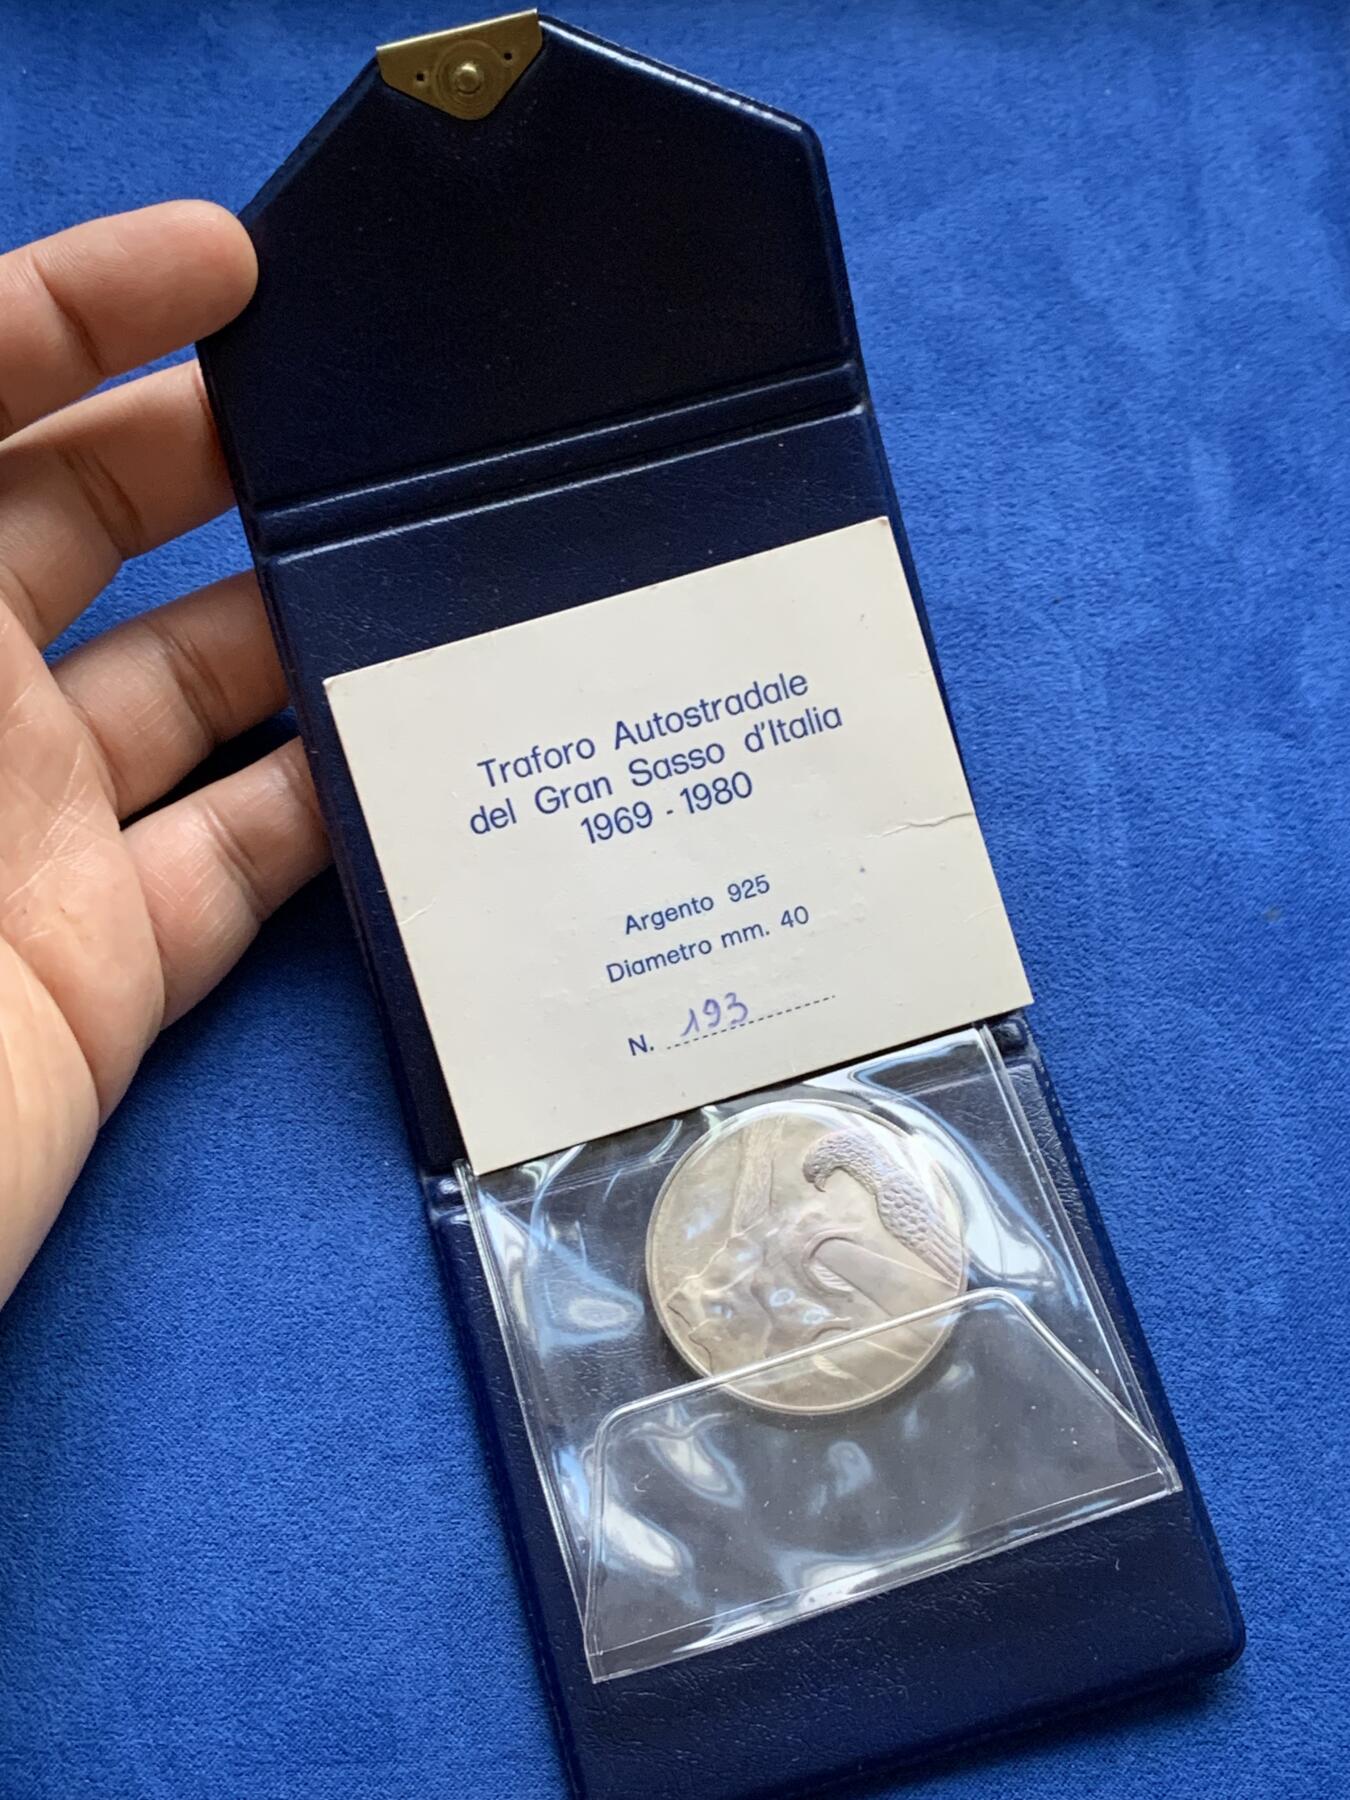 Traforo Autostradale
del Gran Sasso d'Italia
1969 - 1980
Argento 925
Diametro mm. 40
N. 193